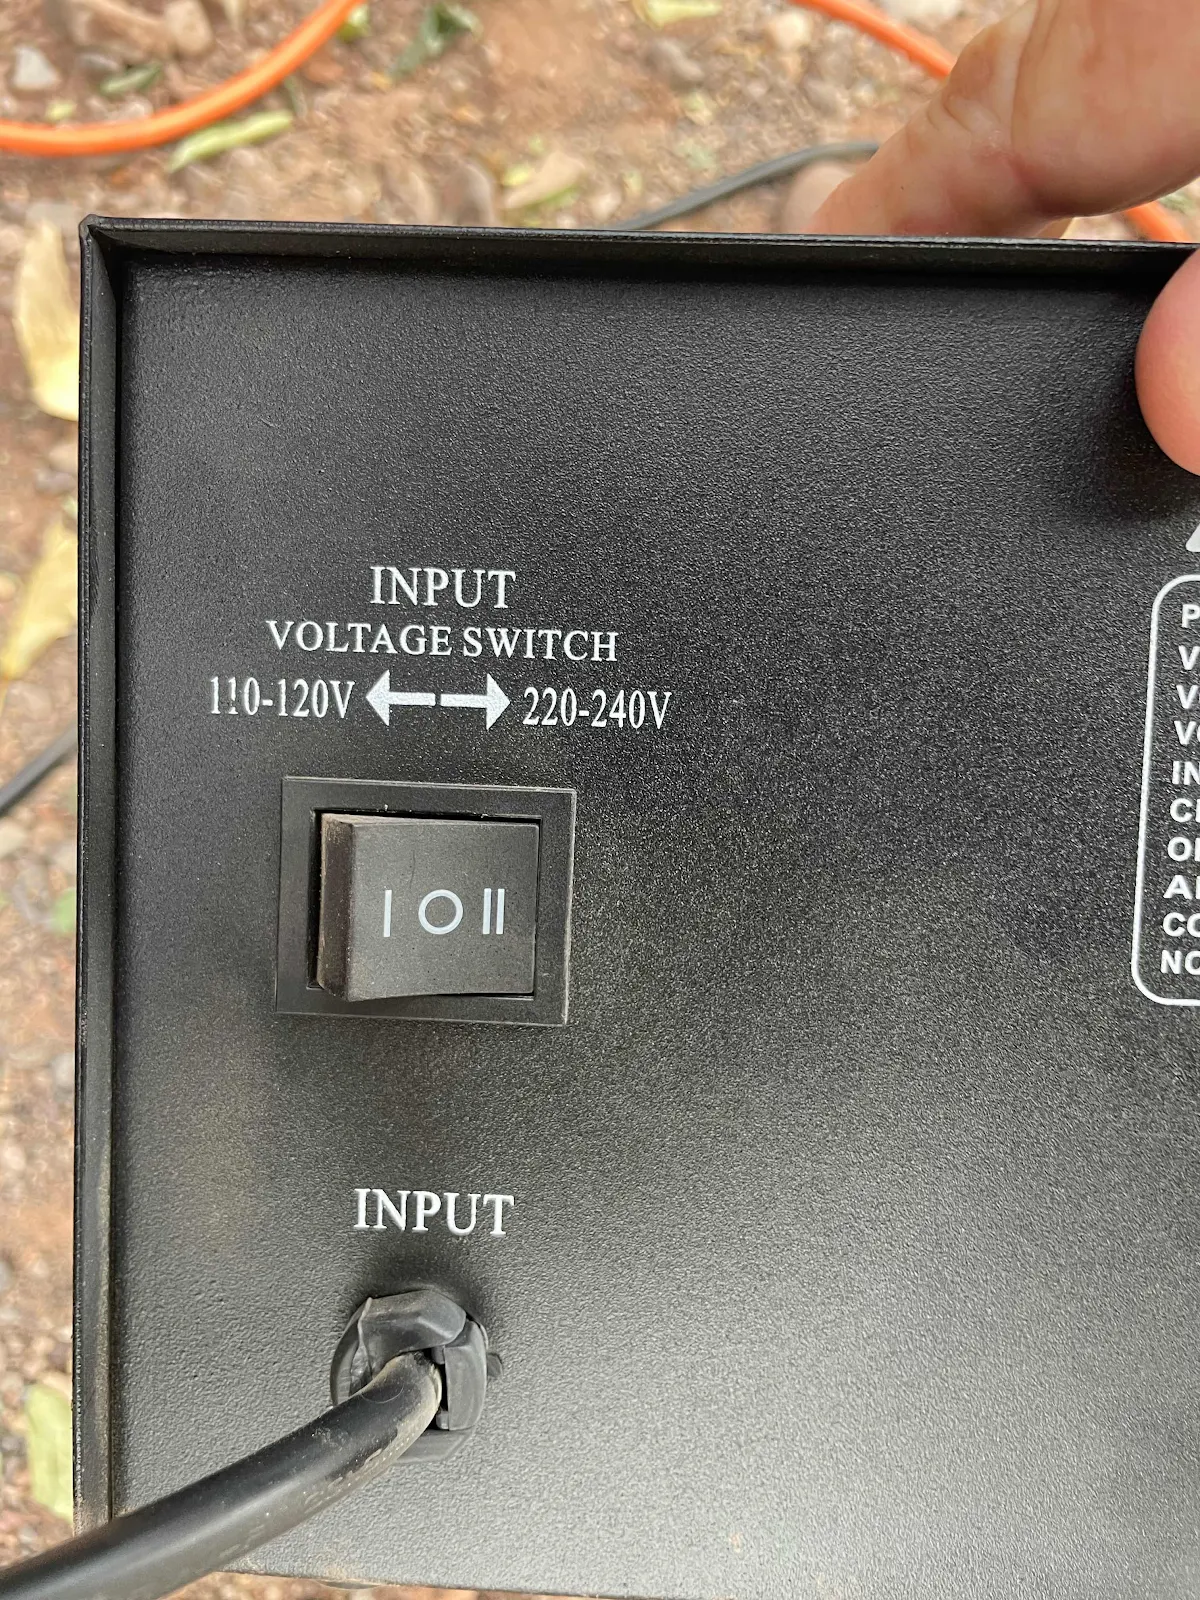 INPUT
VOLTAGE SWITCH
110-120V 220-240V
I O II
INPUT